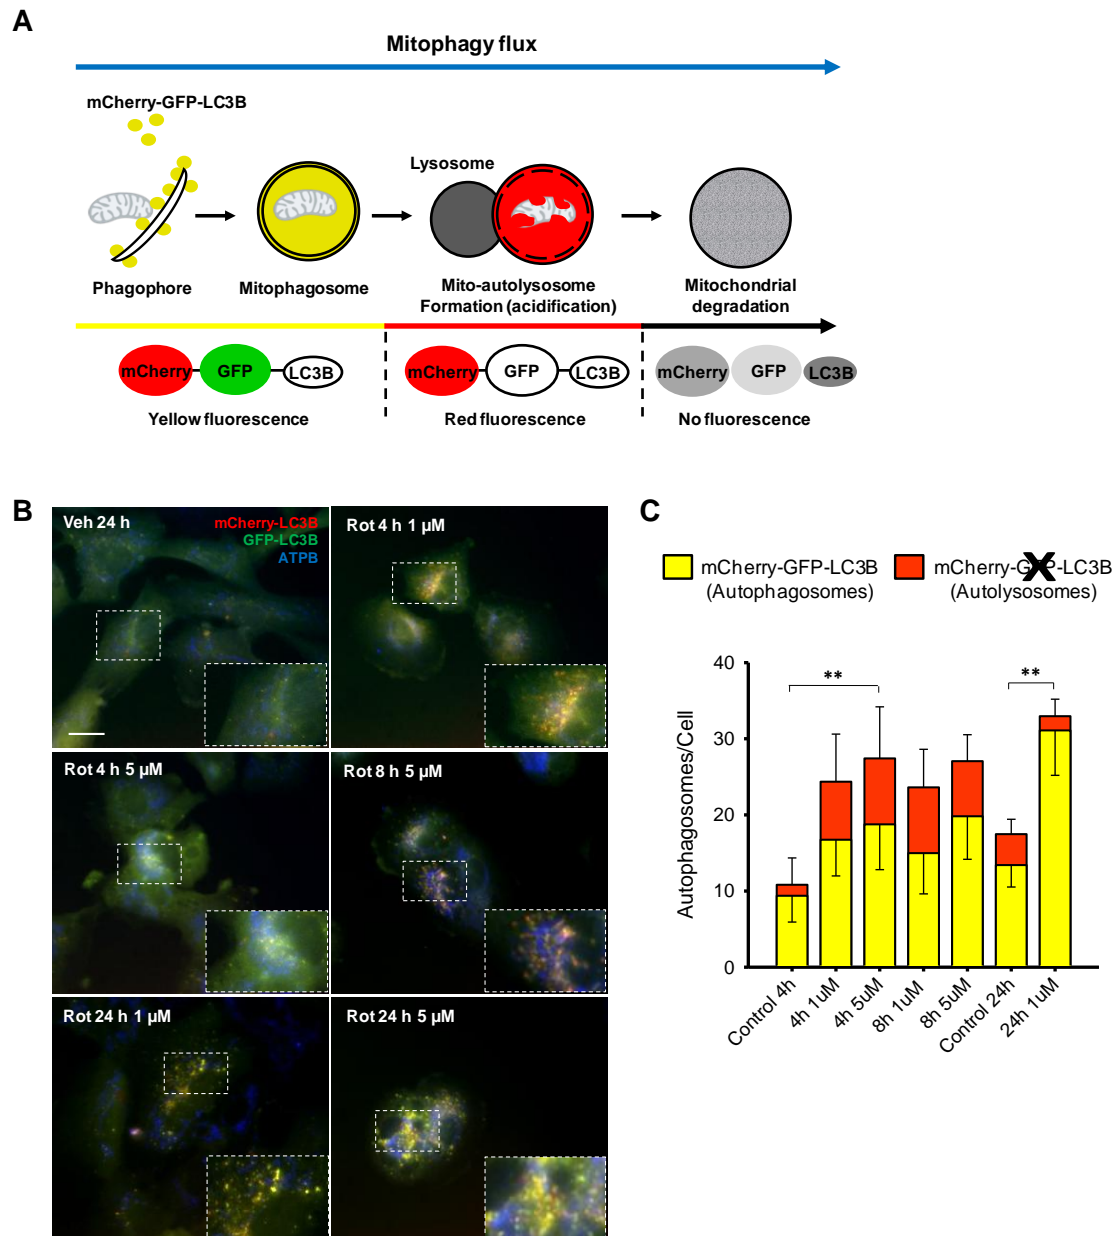 A
Mitophagy flux
mCherry-GFP-LC3B
Lysosome
Phagophore
Mitophagosome
Mito-autolysosome
Formation (acidification)
Mitochondrial
degradation
mCherry
GFP
LC3B
mCherry
GFP
LC3B
mCherry
GFP
LC3B
Yellow fluorescence
Red fluorescence
No fluorescence
B
Veh 24 h
mCherry-LC3B
GFP-LC3B
ATPB
Rot 4 h 1 µM
Rot 4 h 5 µM
Rot 8 h 5 µM
Rot 24 h 1 µM
Rot 24 h 5 µM
C
mCherry-GFP-LC3B
(Autophagosomes)
mCherry-GFP-LC3B
(Autolysosomes)
Autophagosomes/Cell
40
30
20
10
0
**
**
Control 4h
4h 1uM
4h 5uM
8h 1uM
8h 5uM
Control 24h
24h 1uM